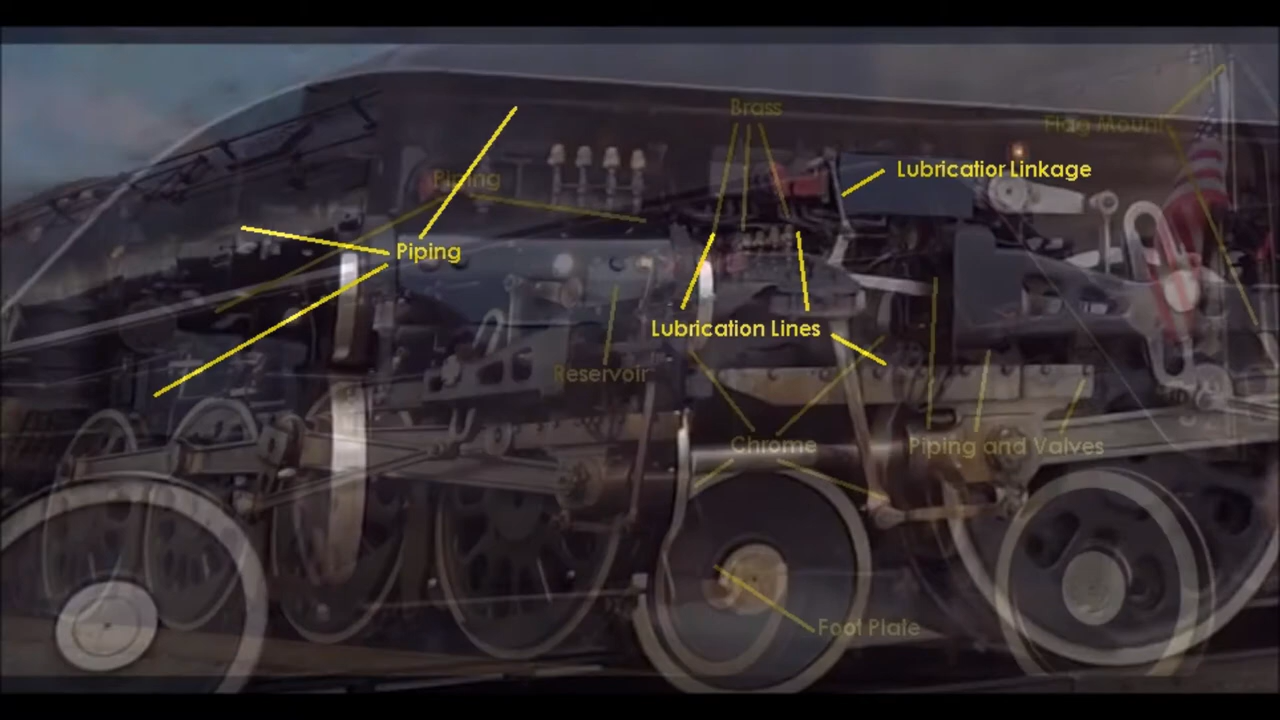 Brass
Flag Mount
Lubricatior Linkage
Piping
Piping
Lubrication Lines
Reservoir
Chrome
Piping and Valves
Foot Plate